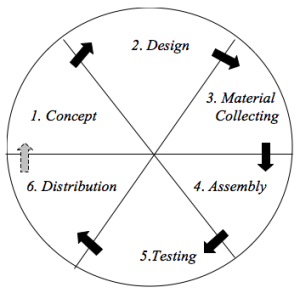 1. Concept
2. Design
3. Material
Collecting
4. Assembly
5.Testing
6. Distribution